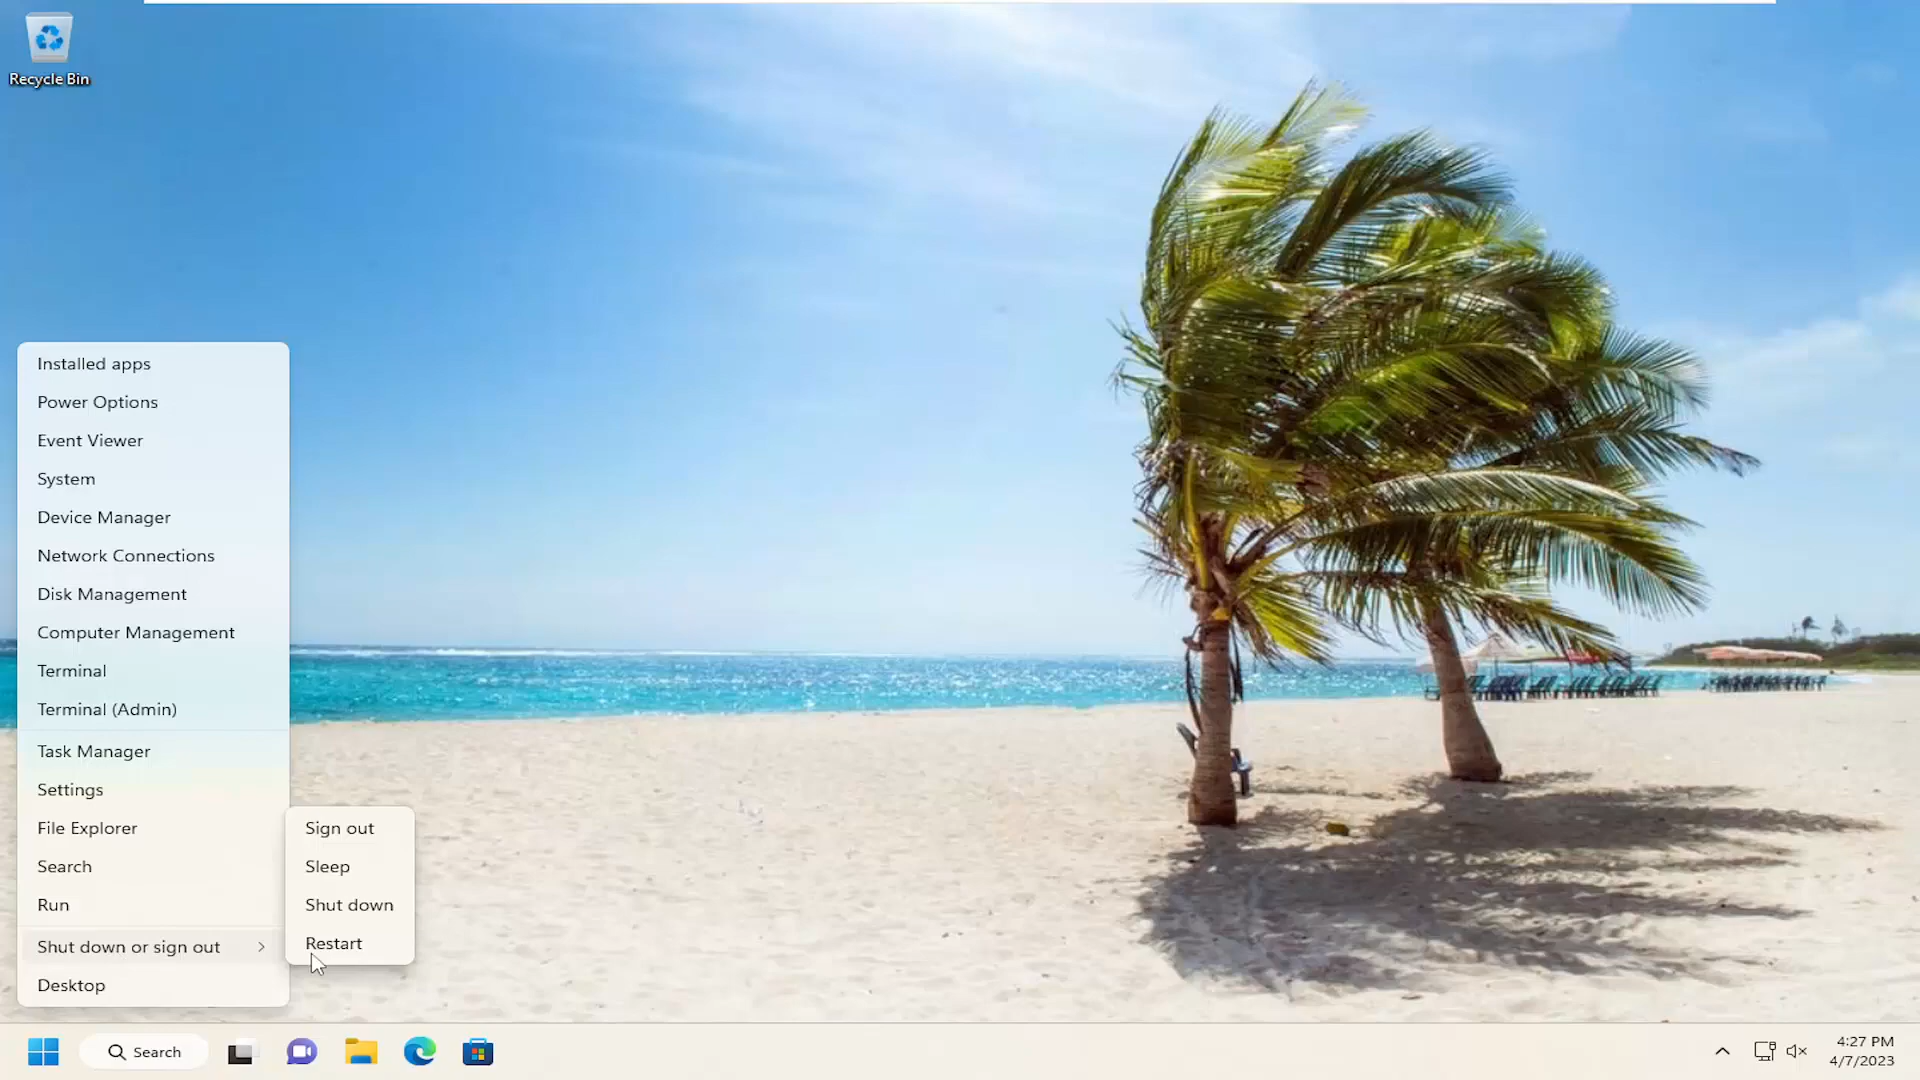 Recycle Bin
Installed apps
Power Options
Event Viewer
System
Device Manager
Network Connections
Disk Management
Computer Management
Terminal
Terminal (Admin)
Task Manager
Settings
File Explorer
Search
Run
Shut down or sign out
Desktop
Sign out
Sleep
Shut down
Restart
Search
4:27 PM
4/7/2023